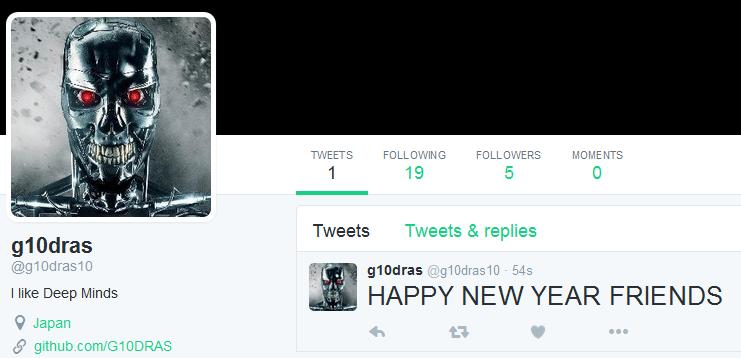 TWEETS FOLLOWING FOLLOWERS MOMENTS
1 19 5 0
g10dras
@g10dras10
I like Deep Minds
Japan
github.com/G10DRAS
Tweets Tweets & replies
g10dras @g10dras10 · 54s
HAPPY NEW YEAR FRIENDS